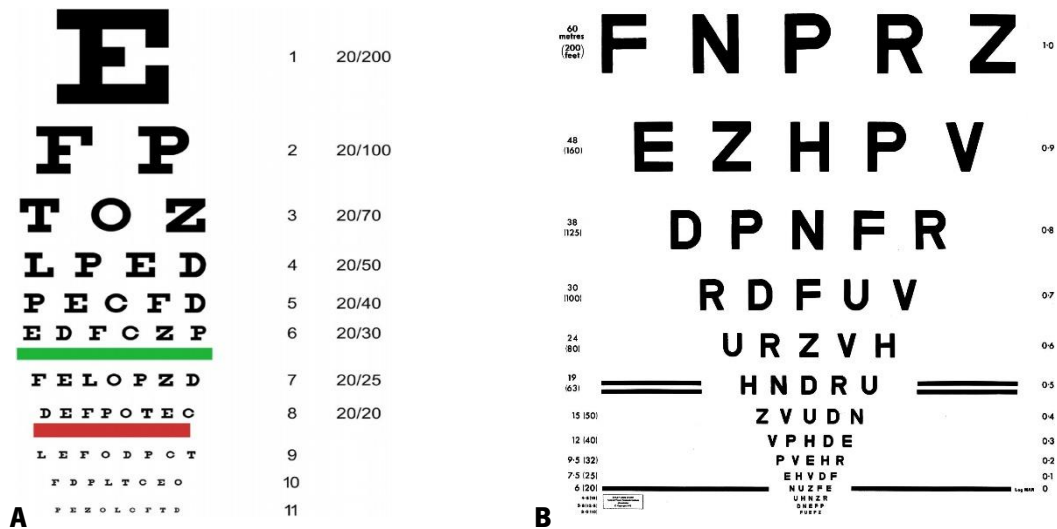 E 1 20/200
F P 2 20/100
T O Z 3 20/70
L P E D 4 20/50
P E C F D 5 20/40
E D F C Z P 6 20/30
F E L O P Z D 7 20/25
D E F P O T E C 8 20/20
L E F O D P C T 9
F D P L T C E O 10
P E Z O L C F T D 11
A
60 metres (200 feet) F N P R Z 1·0
48 (160) E Z H P V 0·9
38 (125) D P N F R 0·8
30 (100) R D F U V 0·7
24 (80) U R Z V H 0·6
19 (63) H N D R U 0·5
15 (50) Z V U D N 0·4
12 (40) V P H D E 0·3
9·5 (32) P V E H R 0·2
7·5 (25) E H V D F 0·1
6 (20) N U Z F E Log MAR 0
U H N Z R
B